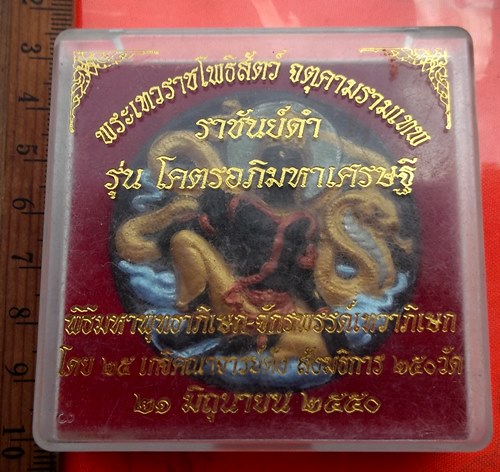 พระเทวราชโพธิสัตว์ จตุคามรามเทพ
ราชันย์ดำ
รุ่น โคตรอภิมหาเศรษฐี
พิธีมหาพุทธาภิเษก-จักรพรรดิ์เทวาภิเษก
โดย ๒๕ เกจิคณาจารย์ดัง สังฆาธิการ ๒๕๐วัด
๒๑ มิถุนายน ๒๕๕๐
2
3
4
5
6
7
8
9
10